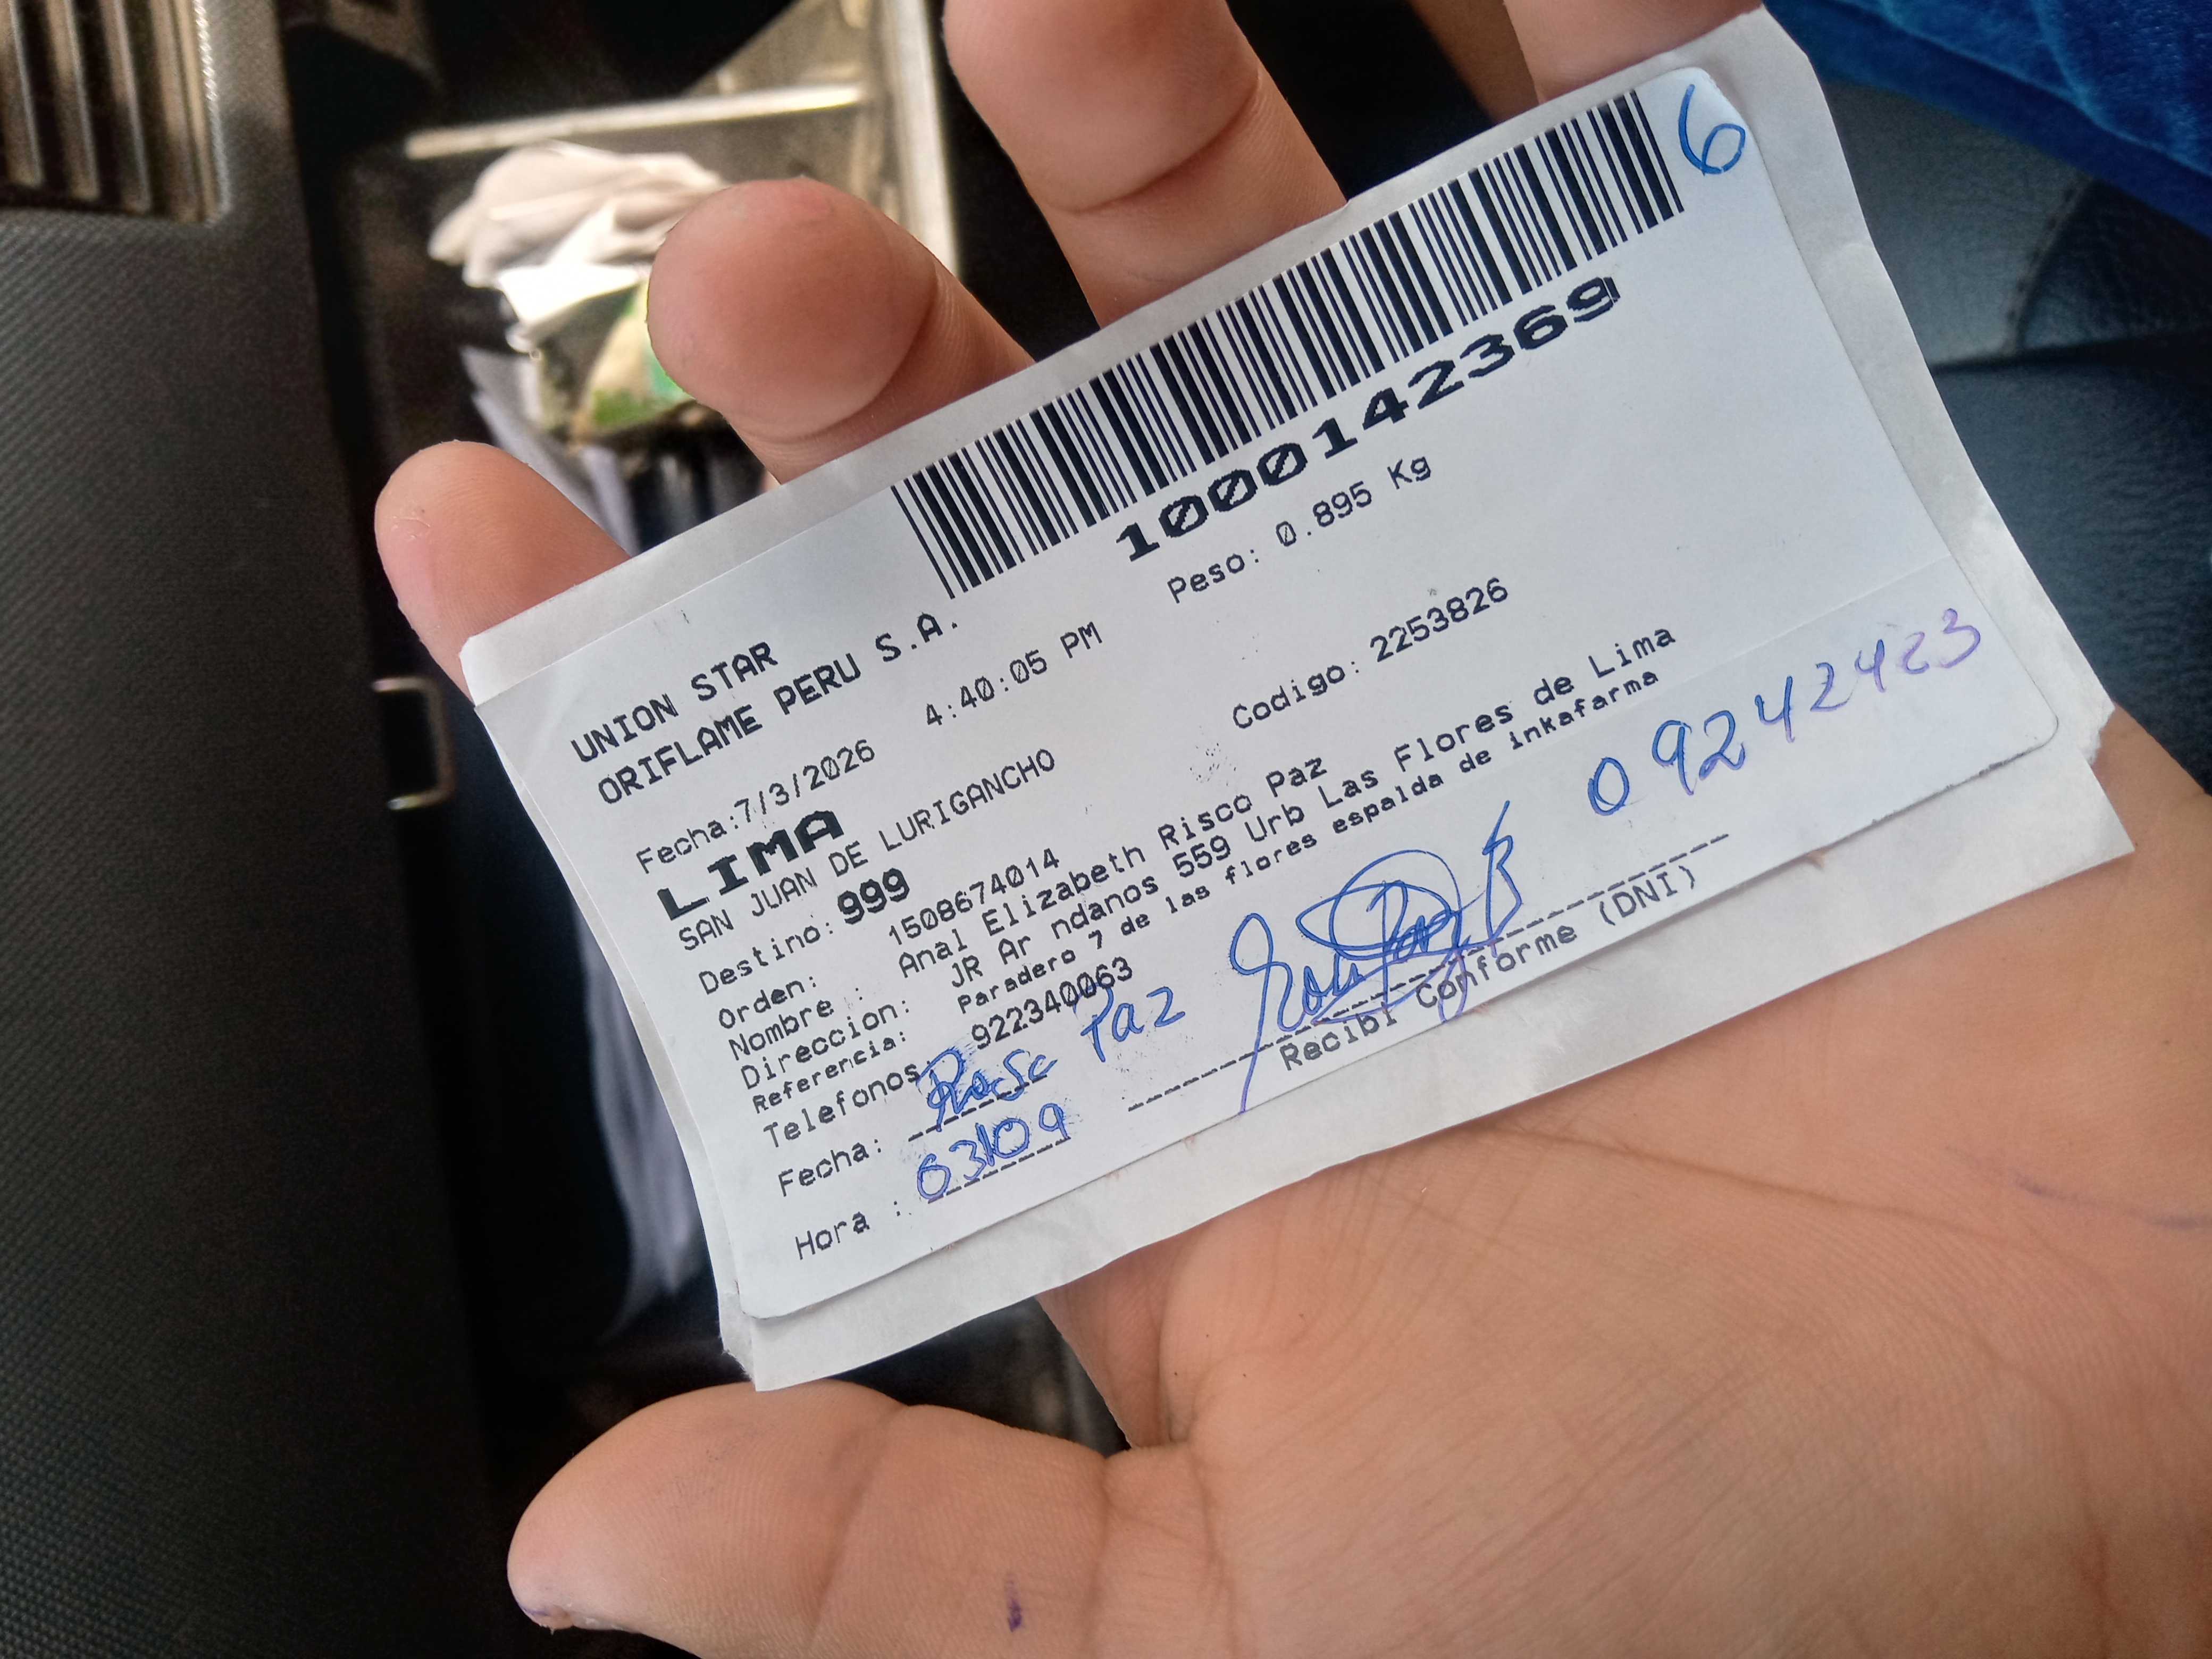 6
1000142369
UNION STAR
ORIFLAME PERU S.A.
Fecha:7/3/2026 4:40:05 PM Peso: 0.895 Kg
LIMA
SAN JUAN DE LURIGANCHO
Destino: 999 Codigo: 2253826
Orden: 1508674014
Nombre : Anal Elizabeth Risco Paz
Direccion: JR Ar ndanos 559 Urb Las Flores de Lima
Referencia: Paradero 7 de las flores espalda de inkafarma
Telefonos: 922340063
Rosa Paz
09242423
Fecha:
Recibi Conforme (DNI)
Hora :